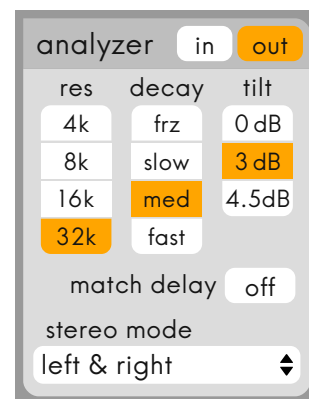 analyzer in out
res decay tilt
4k frz 0 dB
8k slow 3 dB
16k med 4.5dB
32k fast
match delay off
stereo mode
left & right